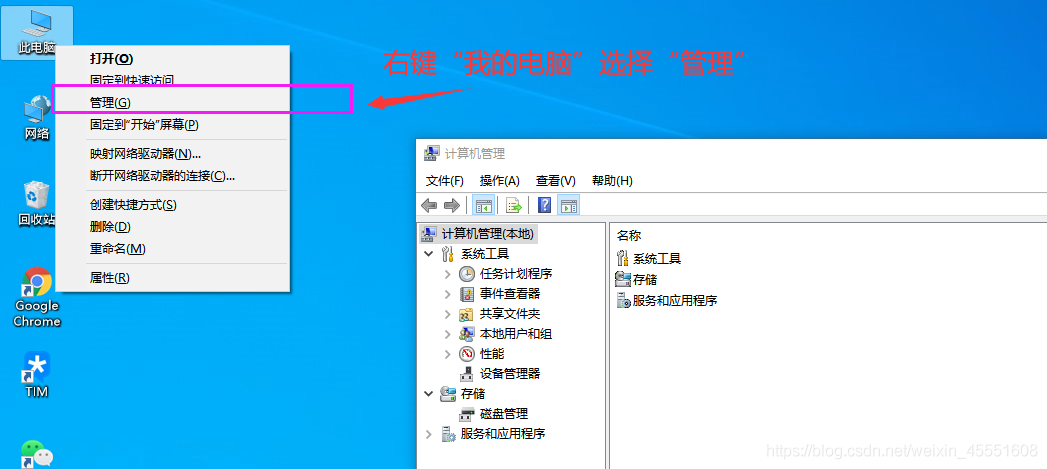 此电脑
打开(O)
固定到快速访问
管理(G)
固定到"开始"屏幕(P)
映射网络驱动器(N)...
断开网络驱动器的连接(C)...
创建快捷方式(S)
删除(D)
重命名(M)
属性(R)
网络
回收站
Google
Chrome
TIM
右键“我的电脑”选择“管理”
计算机管理
文件(F) 操作(A) 查看(V) 帮助(H)
计算机管理(本地)
系统工具
任务计划程序
事件查看器
共享文件夹
本地用户和组
性能
设备管理器
存储
磁盘管理
服务和应用程序
名称
系统工具
存储
服务和应用程序
https://blog.csdn.net/weixin_45551608